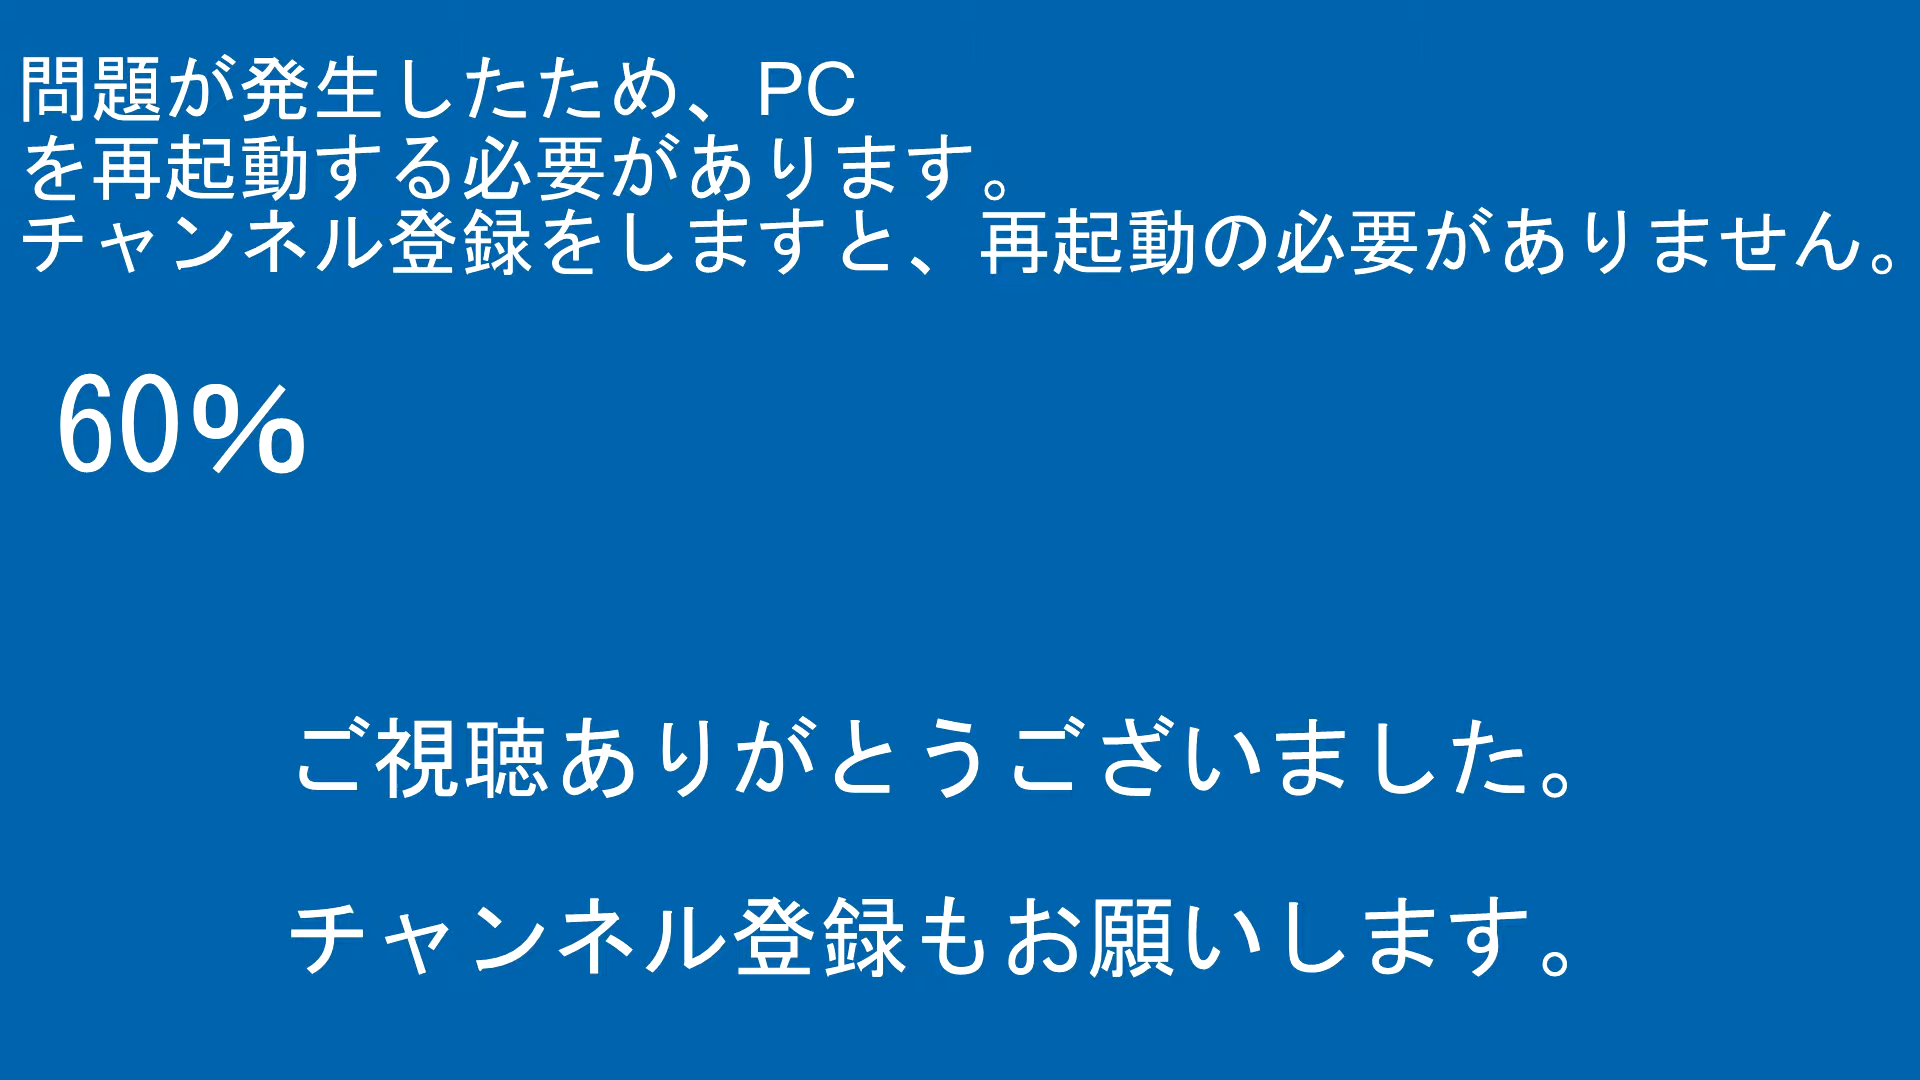 問題が発生したため、PC
を再起動する必要があります。
チャンネル登録をしますと、再起動の必要がありません。
60%
ご視聴ありがとうございました。
チャンネル登録もお願いします。